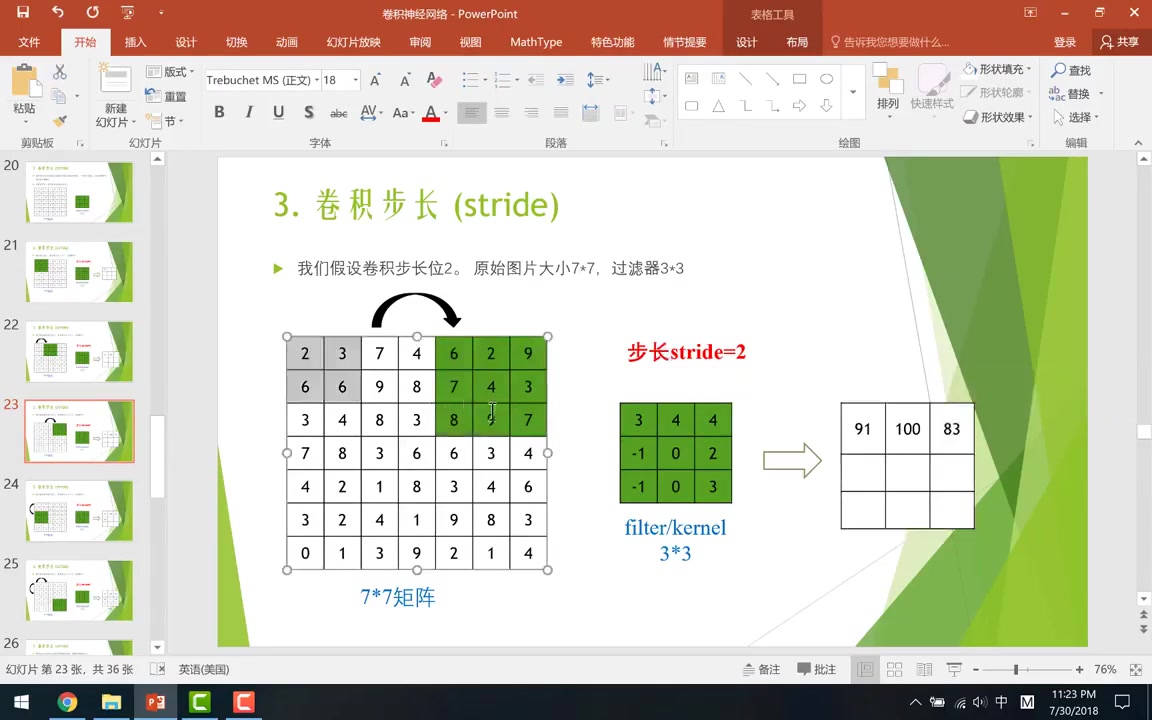 卷积神经网络 - PowerPoint
表格工具
文件 开始 插入 设计 切换 动画 幻灯片放映 审阅 视图 MathType 特色功能 情节提要 设计 布局 告诉我您想要做什么... 登录 共享
粘贴 新建 幻灯片 版式 重置 节
Trebuchet MS (正文) 18
排列 快速样式 形状填充 形状轮廓 形状效果
查找 替换 选择
剪贴板 幻灯片 字体 段落 绘图 编辑
20
21
22
23
24
25
26
3. 卷积步长 (stride)
我们假设卷积步长位2。 原始图片大小7*7，过滤器3*3
2 3 7 4 6 2 9
6 6 9 8 7 4 3
3 4 8 3 8 9 7
7 8 3 6 6 3 4
4 2 1 8 3 4 6
3 2 4 1 9 8 3
0 1 3 9 2 1 4
7*7矩阵
步长stride=2
3 4 4
-1 0 2
-1 0 3
filter/kernel
3*3
91 100 83
幻灯片 第 23 张，共 36 张 英语(美国) 备注 批注 76%
中 M 11:23 PM
7/30/2018